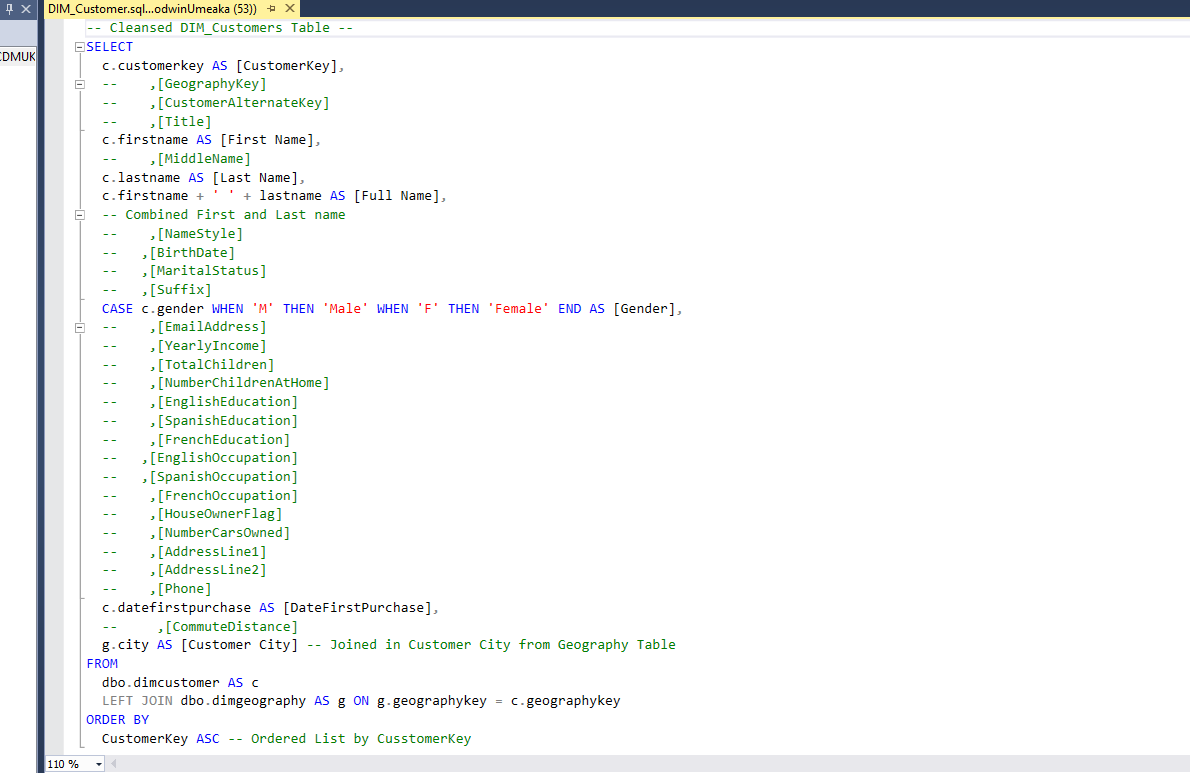 DIM_Customer.sql...odwinUmeaka (53))
CDMUK
-- Cleansed DIM_Customers Table --
SELECT
c.customerkey AS [CustomerKey],
-- ,[GeographyKey]
-- ,[CustomerAlternateKey]
-- ,[Title]
c.firstname AS [First Name],
-- ,[MiddleName]
c.lastname AS [Last Name],
c.firstname + ' ' + lastname AS [Full Name],
-- Combined First and Last name
-- ,[NameStyle]
-- ,[BirthDate]
-- ,[MaritalStatus]
-- ,[Suffix]
CASE c.gender WHEN 'M' THEN 'Male' WHEN 'F' THEN 'Female' END AS [Gender],
-- ,[EmailAddress]
-- ,[YearlyIncome]
-- ,[TotalChildren]
-- ,[NumberChildrenAtHome]
-- ,[EnglishEducation]
-- ,[SpanishEducation]
-- ,[FrenchEducation]
-- ,[EnglishOccupation]
-- ,[SpanishOccupation]
-- ,[FrenchOccupation]
-- ,[HouseOwnerFlag]
-- ,[NumberCarsOwned]
-- ,[AddressLine1]
-- ,[AddressLine2]
-- ,[Phone]
c.datefirstpurchase AS [DateFirstPurchase],
-- ,[CommuteDistance]
g.city AS [Customer City] -- Joined in Customer City from Geography Table
FROM
dbo.dimcustomer AS c
LEFT JOIN dbo.dimgeography AS g ON g.geographykey = c.geographykey
ORDER BY
CustomerKey ASC -- Ordered List by CusstomerKey
110 %